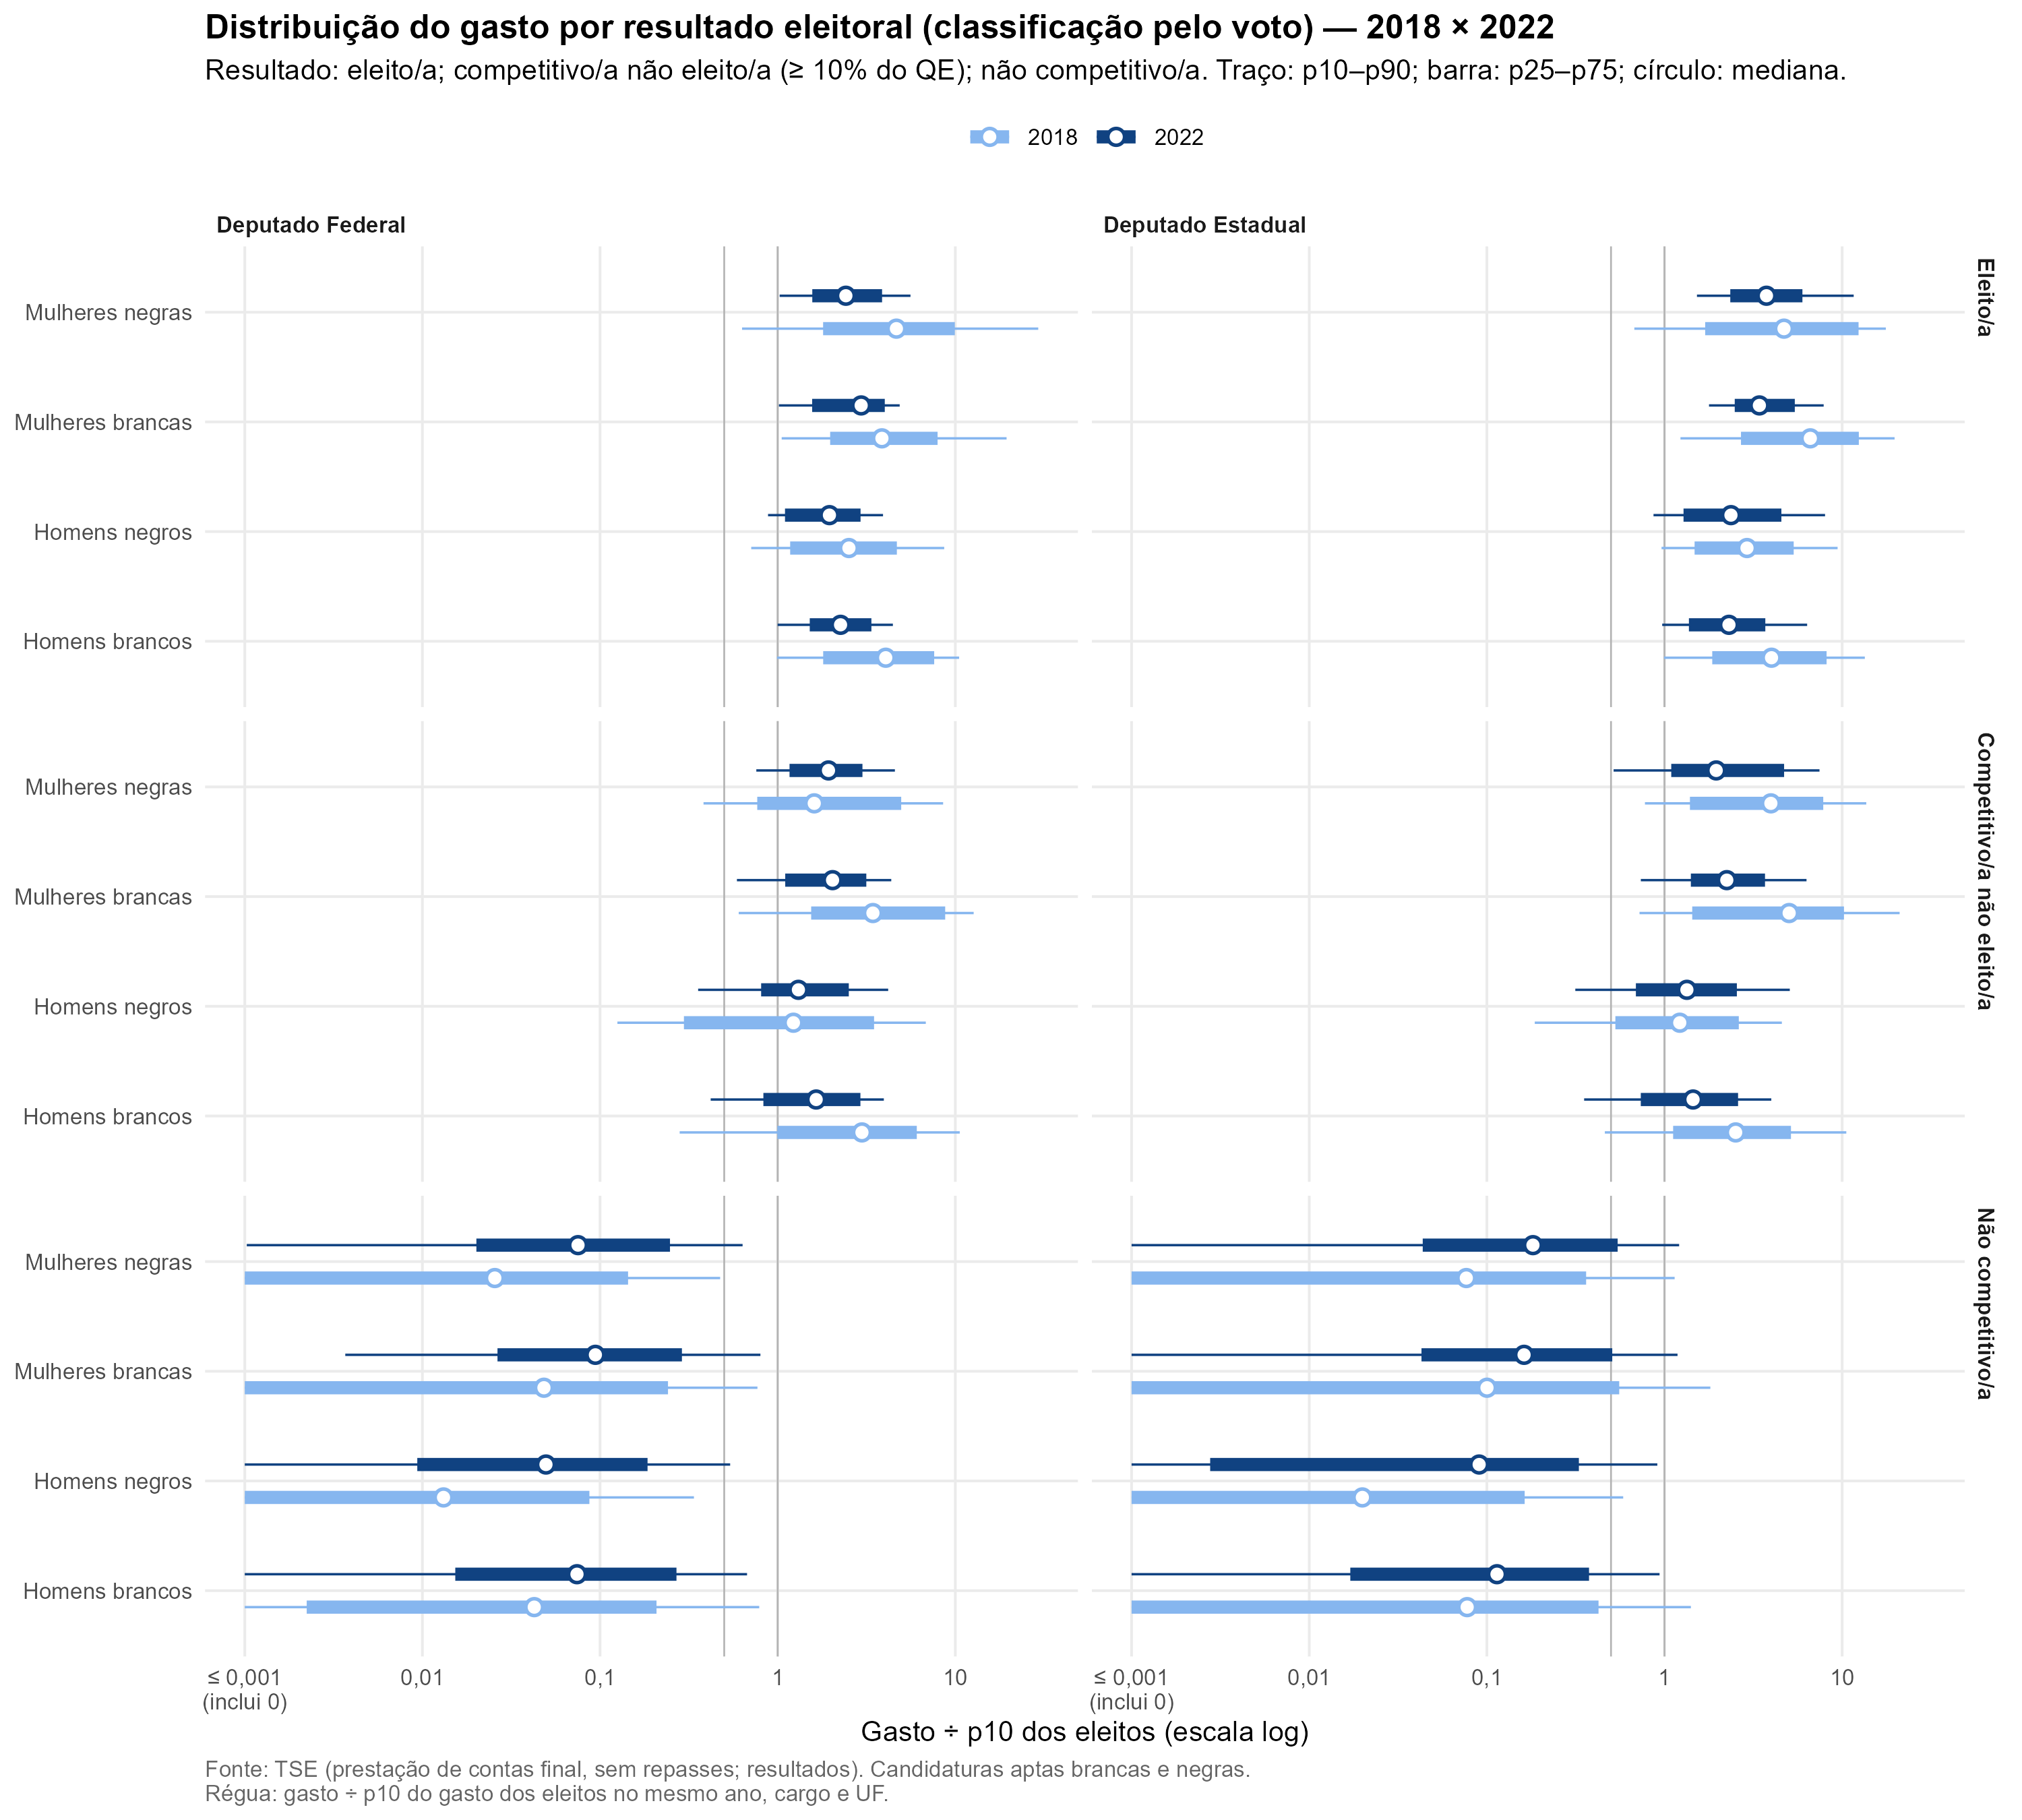 Distribuição do gasto por resultado eleitoral (classificação pelo voto) — 2018 × 2022
Resultado: eleito/a; competitivo/a não eleito/a (≥ 10% do QE); não competitivo/a. Traço: p10–p90; barra: p25–p75; círculo: mediana.
2018 2022
Deputado Federal Deputado Estadual
Eleito/a
Mulheres negras
Mulheres brancas
Homens negros
Homens brancos
Competitivo/a não eleito/a
Mulheres negras
Mulheres brancas
Homens negros
Homens brancos
Não competitivo/a
Mulheres negras
Mulheres brancas
Homens negros
Homens brancos
≤ 0,001 0,01 0,1 1 10 ≤ 0,001 0,01 0,1 1 10
(inclui 0) (inclui 0)
Gasto ÷ p10 dos eleitos (escala log)
Fonte: TSE (prestação de contas final, sem repasses; resultados). Candidaturas aptas brancas e negras.
Régua: gasto ÷ p10 do gasto dos eleitos no mesmo ano, cargo e UF.